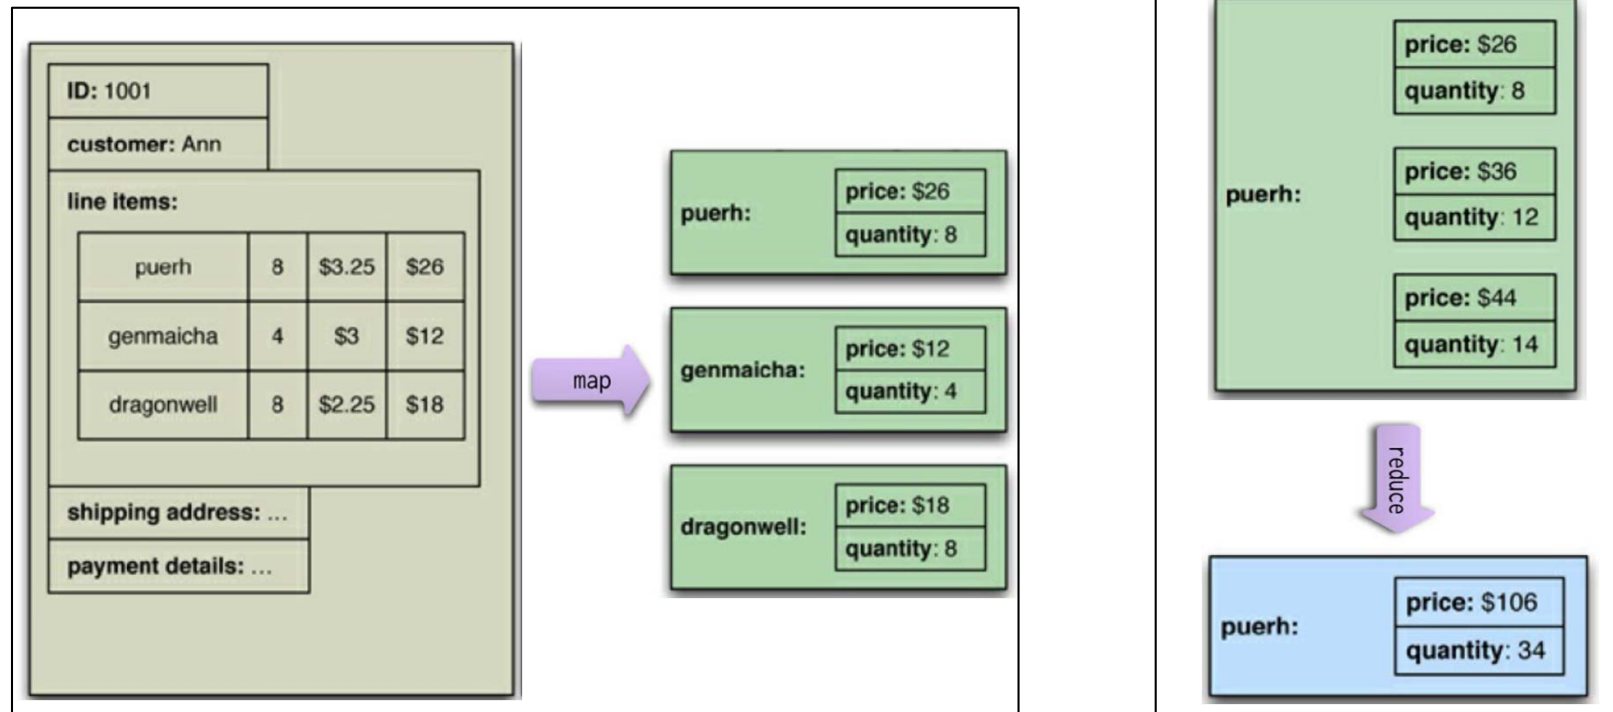 ID: 1001
customer: Ann
line items:
puerh 8 $3.25 $26
genmaicha 4 $3 $12
dragonwell 8 $2.25 $18
shipping address: ...
payment details: ...
map
puerh:
price: $26
quantity: 8
genmaicha:
price: $12
quantity: 4
dragonwell:
price: $18
quantity: 8
puerh:
price: $26
quantity: 8
price: $36
quantity: 12
price: $44
quantity: 14
reduce
puerh:
price: $106
quantity: 34